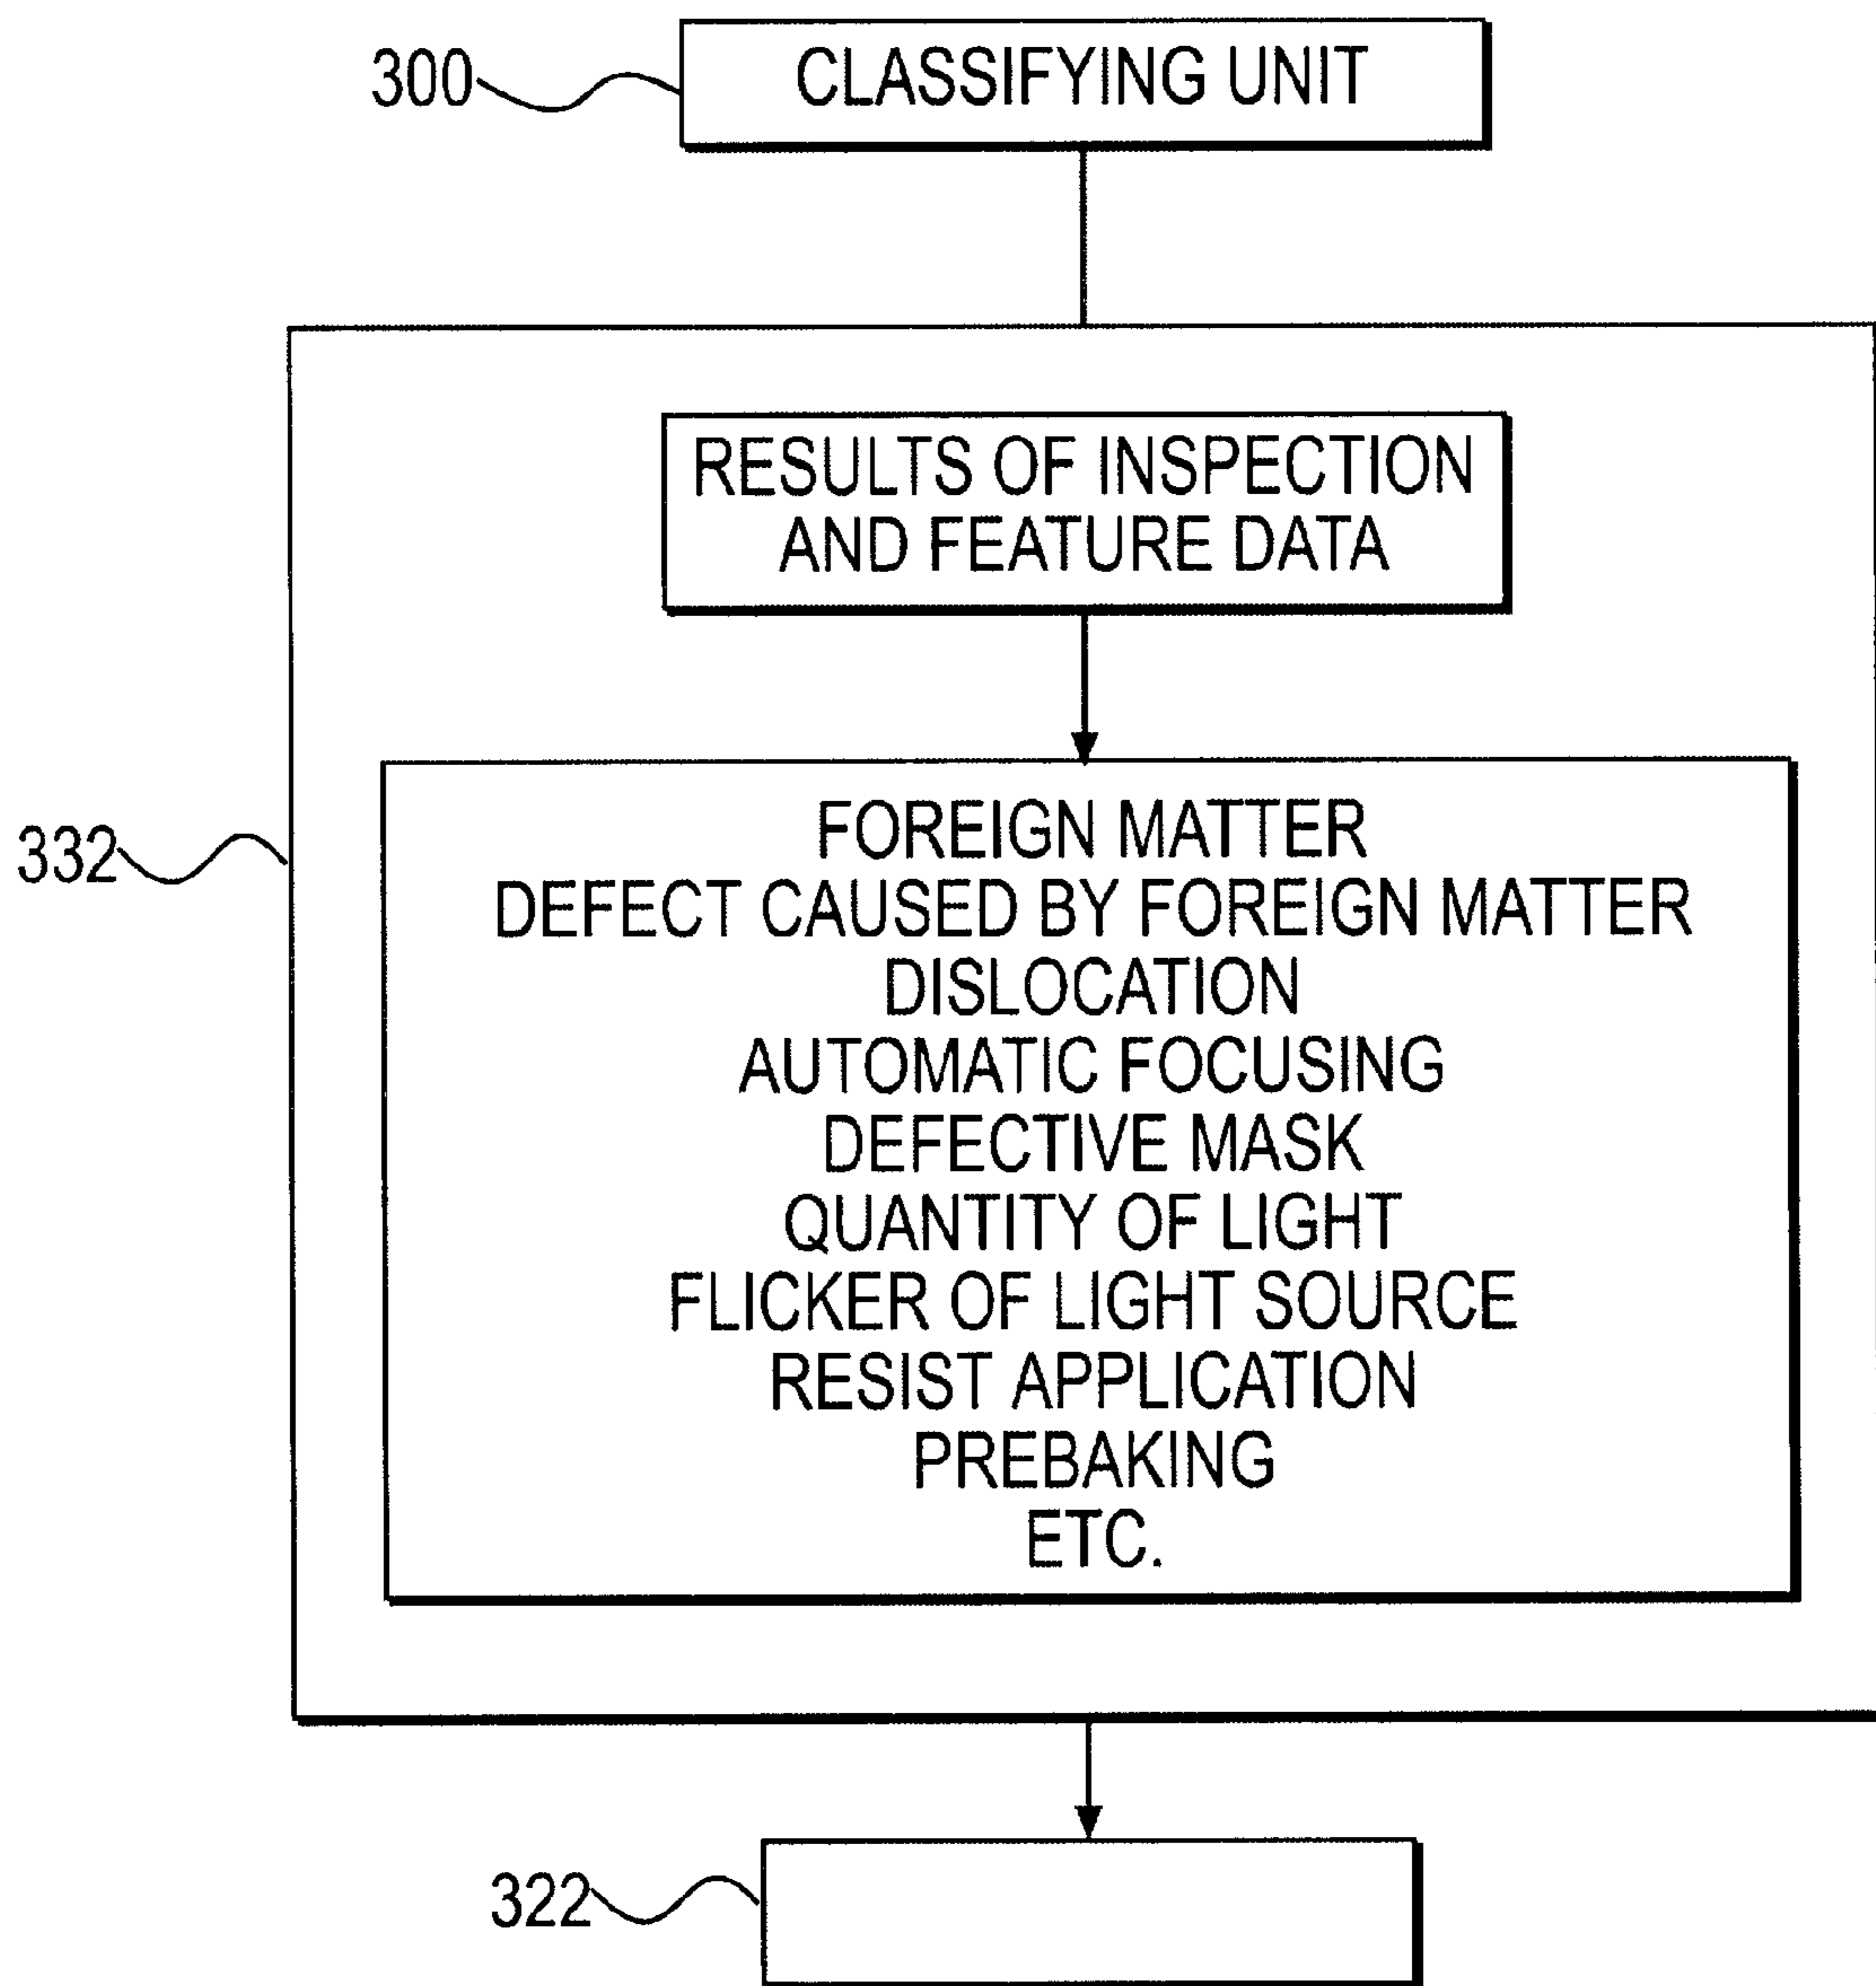 300
CLASSIFYING UNIT
RESULTS OF INSPECTION
AND FEATURE DATA
332
FOREIGN MATTER
DEFECT CAUSED BY FOREIGN MATTER
DISLOCATION
AUTOMATIC FOCUSING
DEFECTIVE MASK
QUANTITY OF LIGHT
FLICKER OF LIGHT SOURCE
RESIST APPLICATION
PREBAKING
ETC.
322